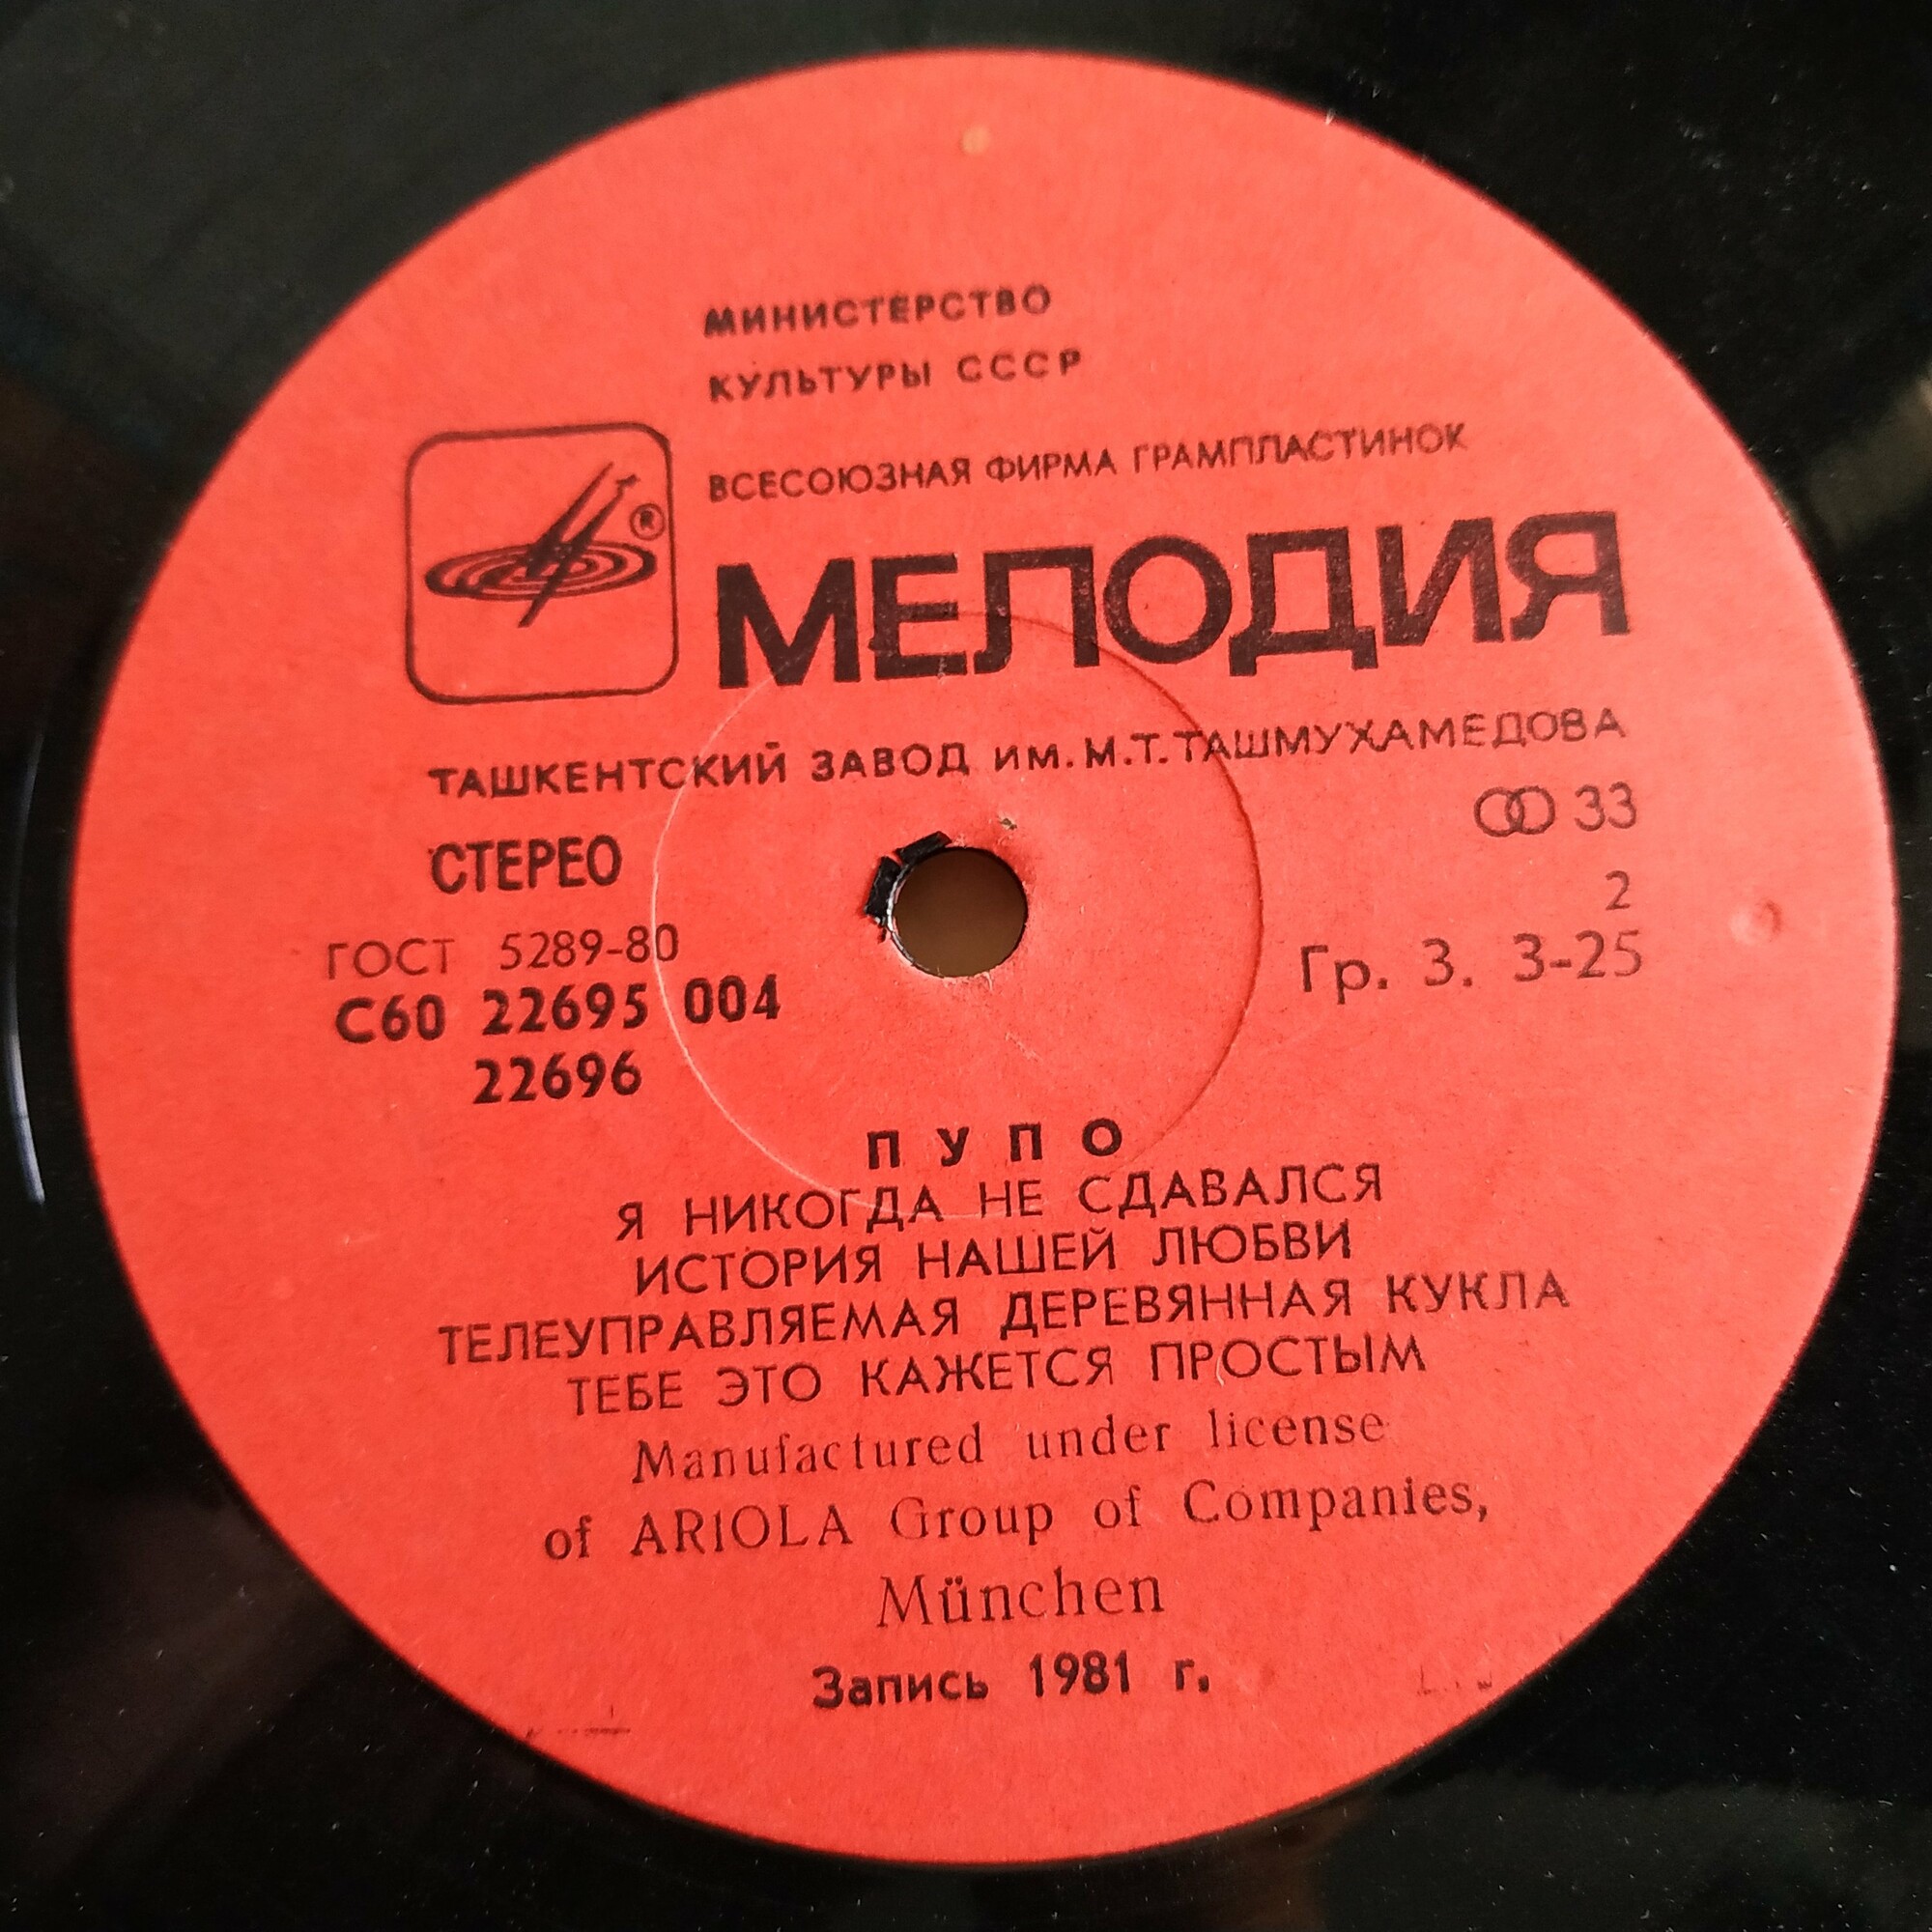 МИНИСТЕРСТВО
КУЛЬТУРЫ СССР
ВСЕСОЮЗНАЯ ФИРМА ГРАМПЛАСТИНОК
®
МЕЛОДИЯ
ТАШКЕНТСКИЙ ЗАВОД ИМ. М.Т. ТАШМУХАМЕДОВА
СТЕРЕО
33
2
ГОСТ 5289-80
Гр. 3. 3-25
С60 22695 004
22696
ПУПО
Я НИКОГДА НЕ СДАВАЛСЯ
ИСТОРИЯ НАШЕЙ ЛЮБВИ
ТЕЛЕУПРАВЛЯЕМАЯ ДЕРЕВЯННАЯ КУКЛА
ТЕБЕ ЭТО КАЖЕТСЯ ПРОСТЫМ
Manufactured under license
of ARIOLA Group of Companies,
München
Запись 1981 г.